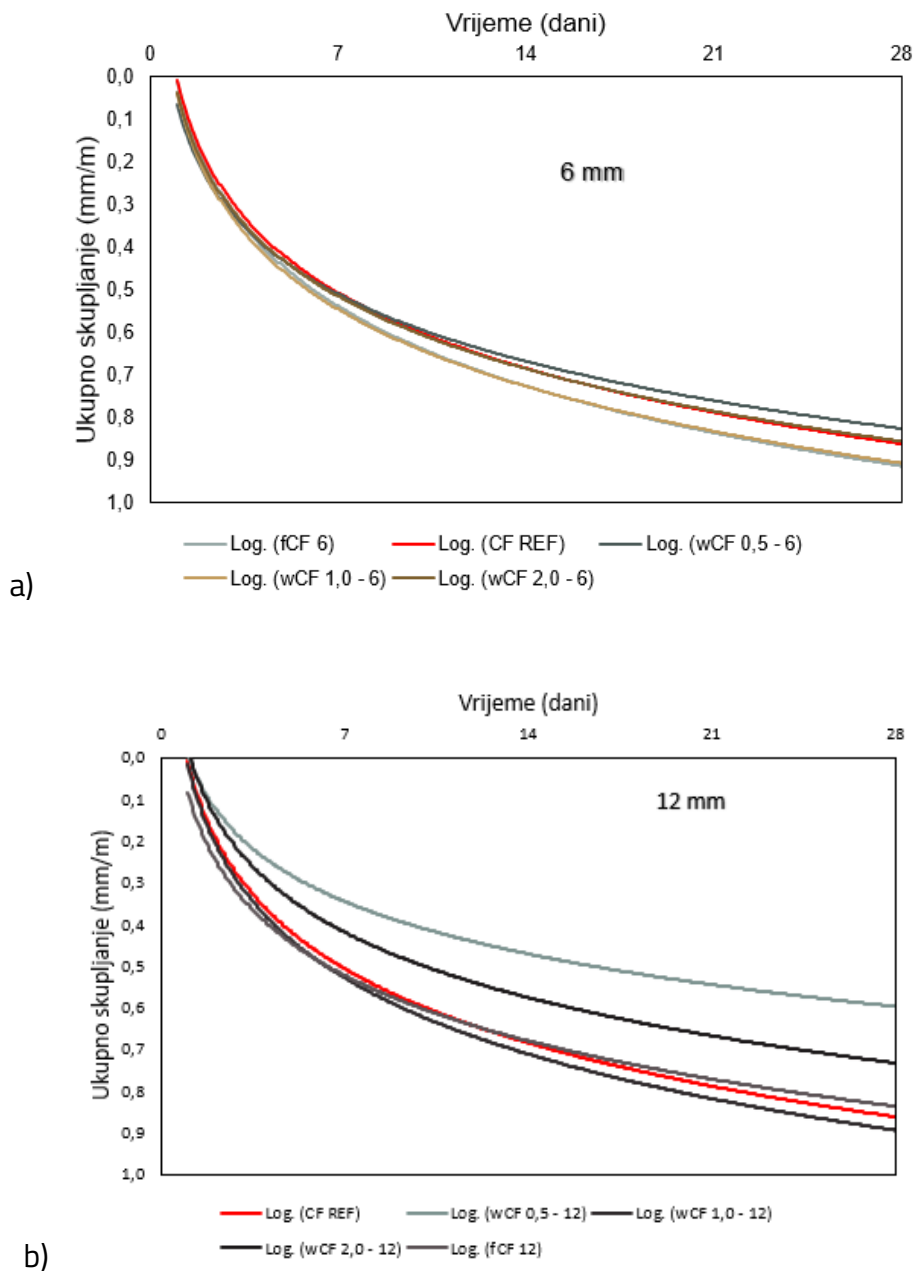 Vrijeme (dani)
0 7 14 21 28
0,0
0,1
0,2
0,3
0,4
0,5
0,6
0,7
0,8
0,9
1,0
Ukupno skupljanje (mm/m)
6 mm
Log. (fCF 6) Log. (CF REF) Log. (wCF 0,5 - 6)
Log. (wCF 1,0 - 6) Log. (wCF 2,0 - 6)
a)
Vrijeme (dani)
0 7 14 21 28
0,0
0,1
0,2
0,3
0,4
0,5
0,6
0,7
0,8
0,9
1,0
Ukupno skupljanje (mm/m)
12 mm
Log. (CF REF) Log. (wCF 0,5 - 12) Log. (wCF 1,0 - 12)
Log. (wCF 2,0 - 12) Log. (fCF 12)
b)